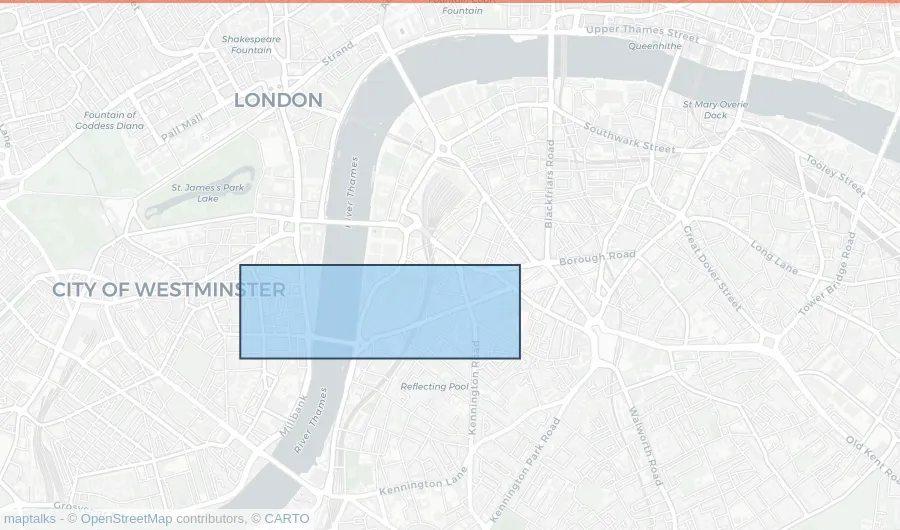 Fountain
Upper Thames Street
Queenhithe
Shakespeare
Fountain
Strand
LONDON
St Mary Overie
Dock
Fountain of
Goddess Diana
Pall Mall
Lane
Southwark Street
Blackfriars Road
Tooley Street
St. James's Park
Lake
River Thames
Great Dover Street
Long Lane
Borough Road
Tower Bridge Road
CITY OF WESTMINSTER
Kennington Road
Reflecting Pool
Millbank
River Thames
Walworth Road
Kennington Park Road
Old Kent Roa
Kennington Lane
Grosve
maptalks - © OpenStreetMap contributors, © CARTO